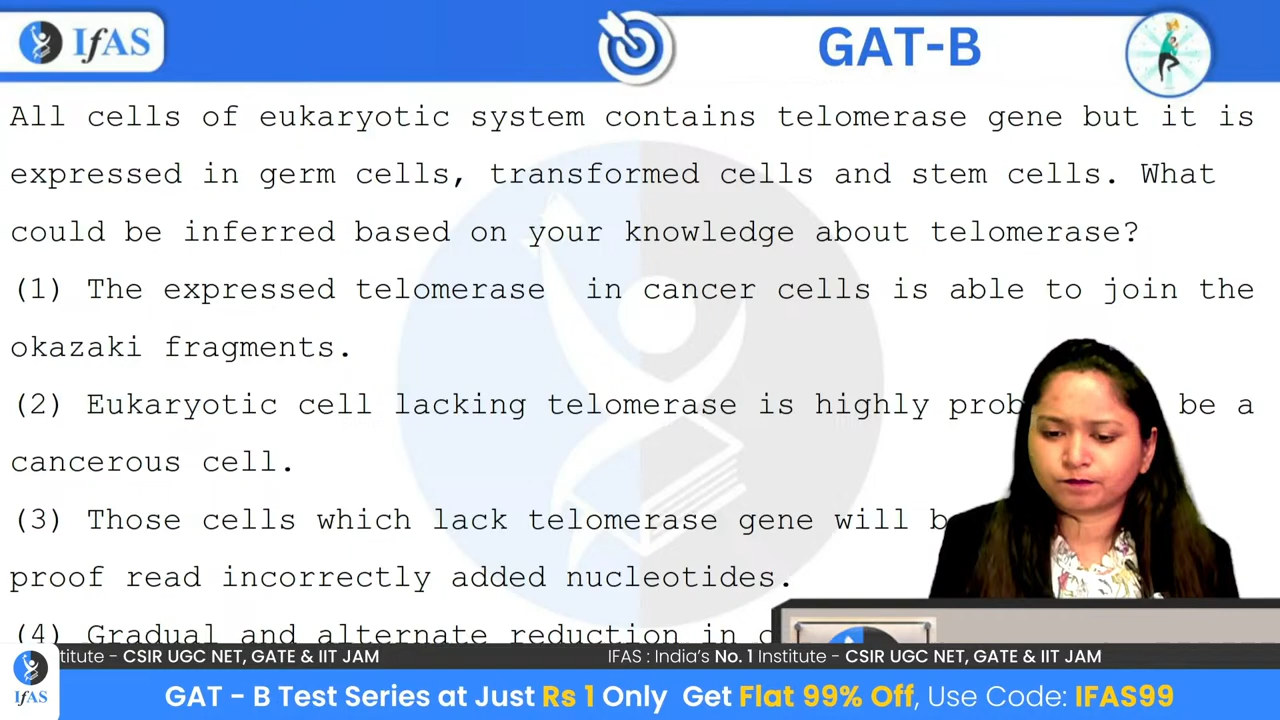 IfAS
GAT-B
All cells of eukaryotic system contains telomerase gene but it is
expressed in germ cells, transformed cells and stem cells. What
could be inferred based on your knowledge about telomerase?
(1) The expressed telomerase in cancer cells is able to join the
okazaki fragments.
(2) Eukaryotic cell lacking telomerase is highly be a
cancerous cell.
(3) Those cells which lack telomerase gene will
proof read incorrectly added nucleotides.
(4) Gradual and alternate reduction in
titute - CSIR UGC NET, GATE & IIT JAM
IFAS : India's No. 1 Institute - CSIR UGC NET, GATE & IIT JAM
IfAS
GAT - B Test Series at Just Rs 1 Only Get Flat 99% Off, Use Code: IFAS99